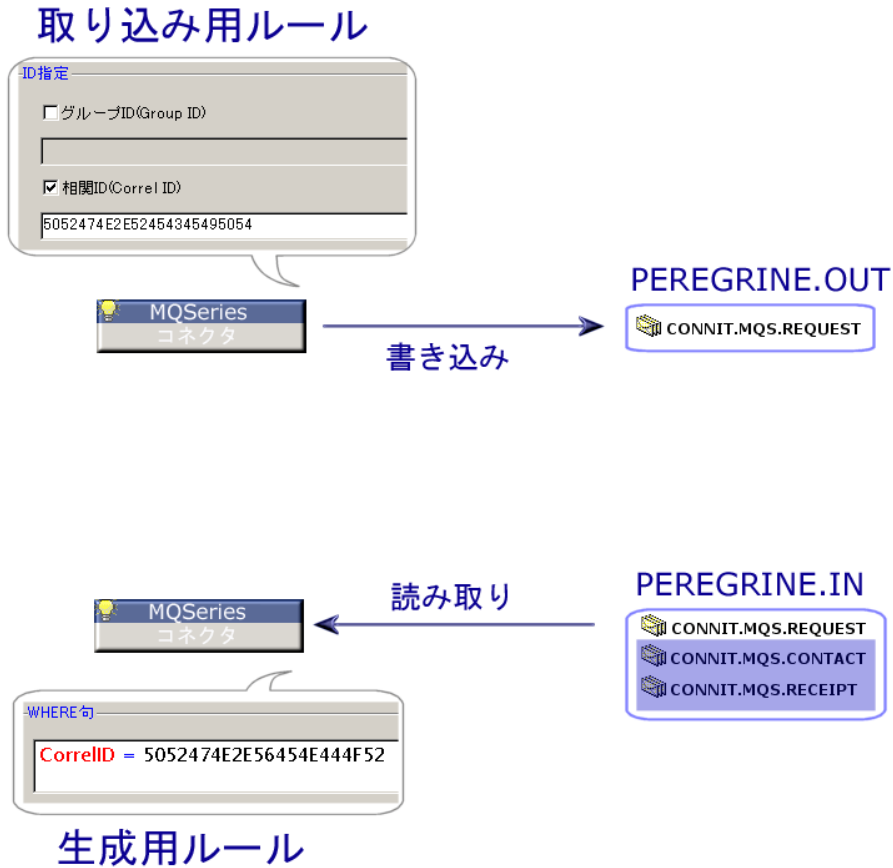 取り込み用ルール
ID指定
グループID(Group ID)
相関ID(Correl ID)
5052474E2E52454345495054
MQSeries
コネクタ
書き込み
PEREGRINE.OUT
CONNIT.MQS.REQUEST
MQSeries
コネクタ
読み取り
PEREGRINE.IN
CONNIT.MQS.REQUEST
CONNIT.MQS.CONTACT
CONNIT.MQS.RECEIPT
WHERE句
CorrelID = 5052474E2E56454E444F52
生成用ルール